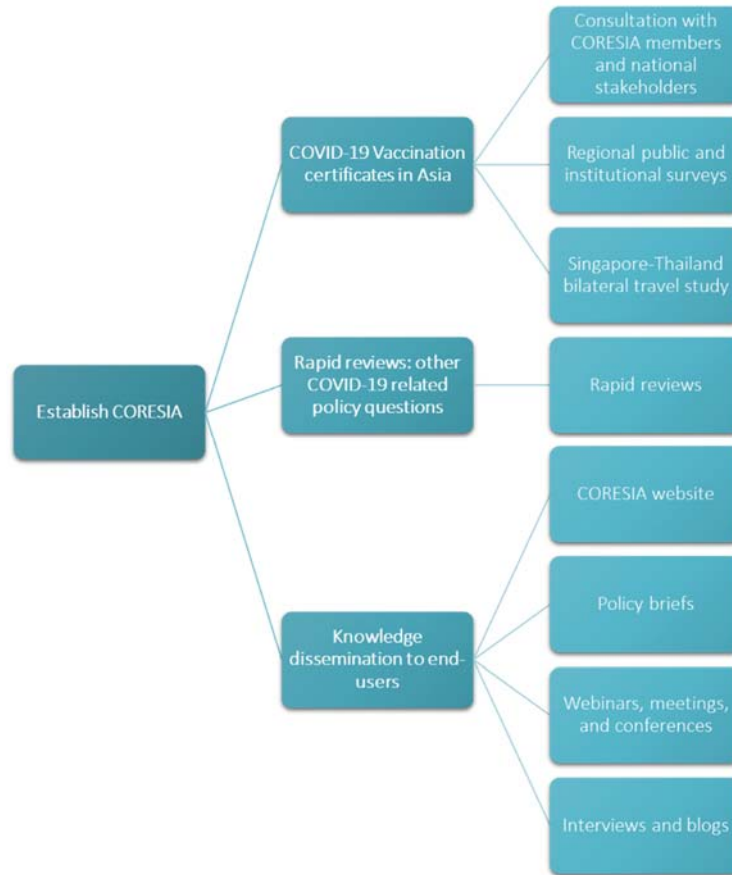 Establish CORESIA
COVID-19 Vaccination
certificates in Asia
Consultation with
CORESIA members
and national
stakeholders
Regional public and
institutional surveys
Singapore-Thailand
bilateral travel study
Rapid reviews: other
COVID-19 related
policy questions
Rapid reviews
Knowledge
dissemination to end-
users
CORESIA website
Policy briefs
Webinars, meetings,
and conferences
Interviews and blogs